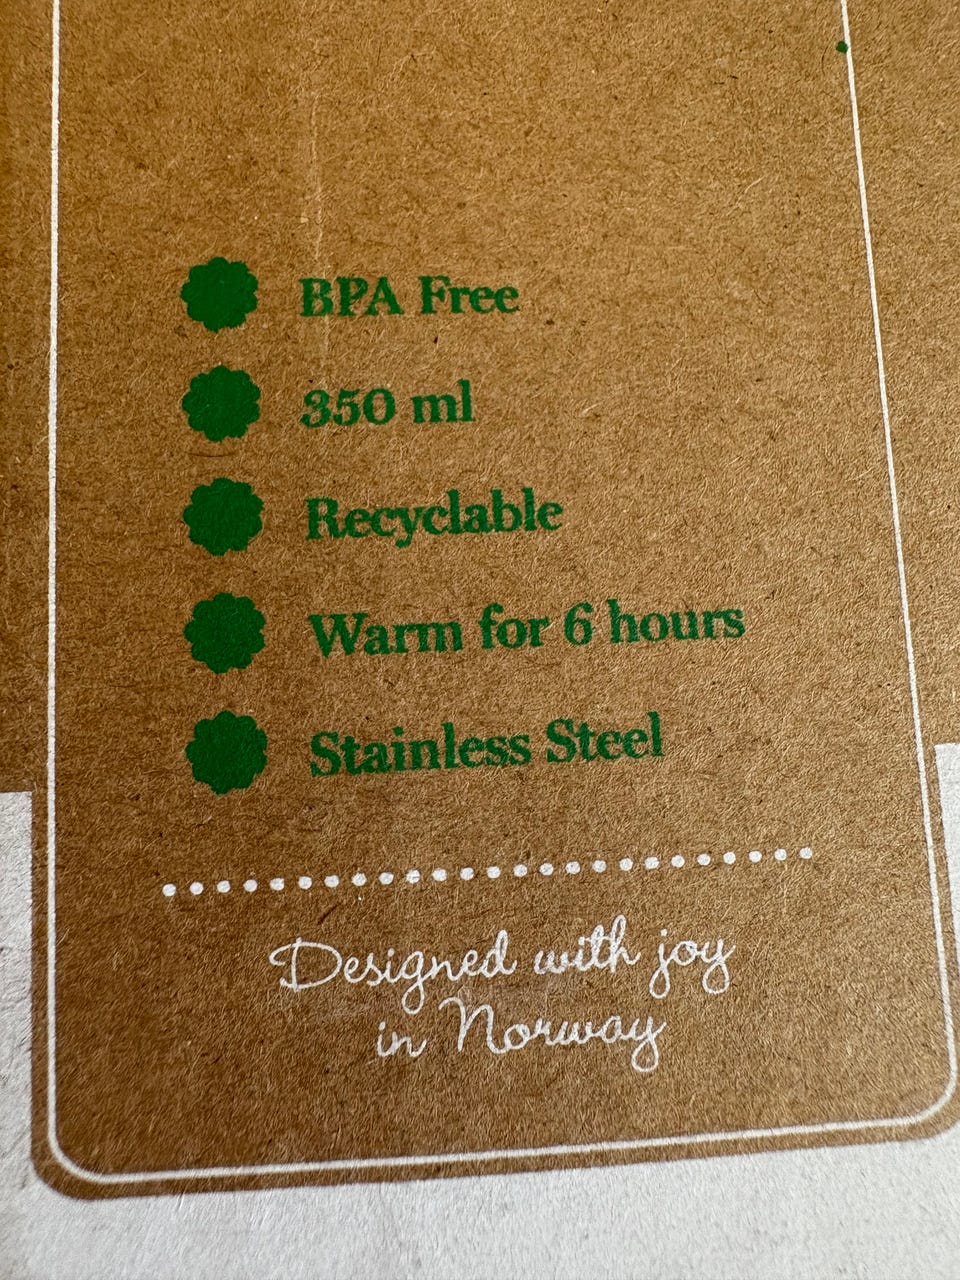 BPA Free
350 ml
Recyclable
Warm for 6 hours
Stainless Steel
Designed with joy
in Norway